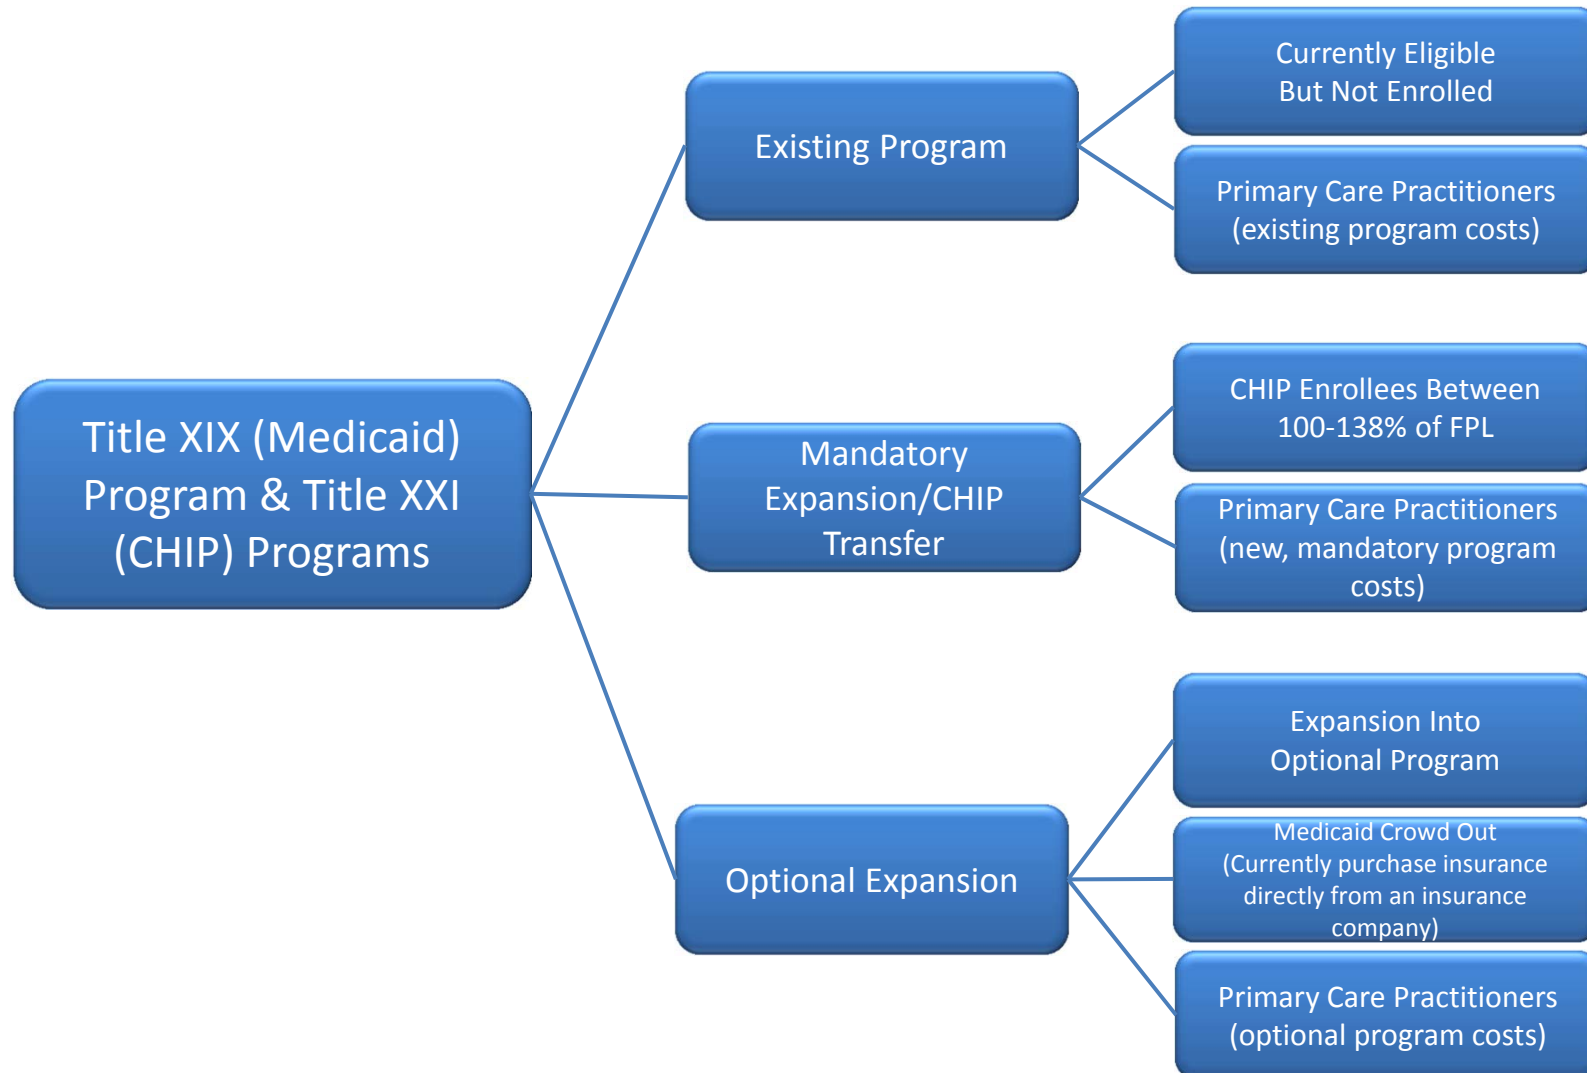 Title XIX (Medicaid)
Program & Title XXI
(CHIP) Programs
Existing Program
Currently Eligible
But Not Enrolled
Primary Care Practitioners
(existing program costs)
Mandatory
Expansion/CHIP
Transfer
CHIP Enrollees Between
100-138% of FPL
Primary Care Practitioners
(new, mandatory program
costs)
Optional Expansion
Expansion Into
Optional Program
Medicaid Crowd Out
(Currently purchase insurance
directly from an insurance
company)
Primary Care Practitioners
(optional program costs)